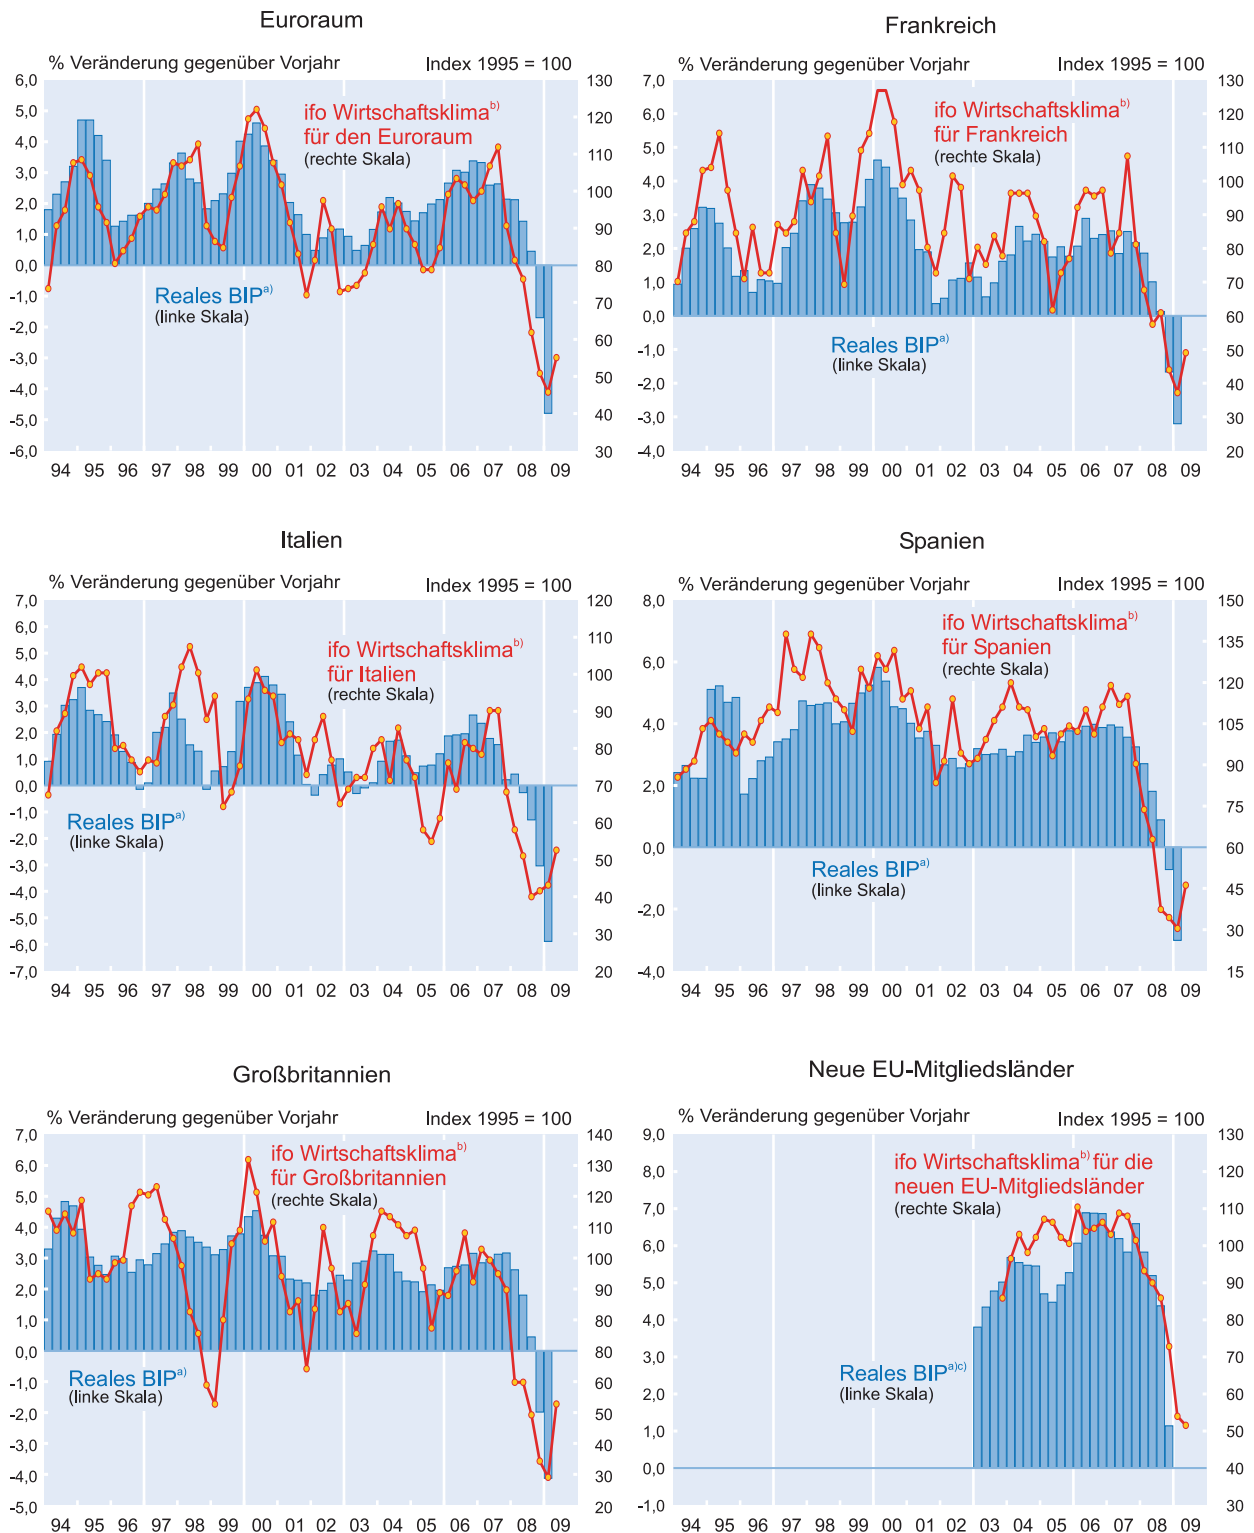 Euroraum
% Veränderung gegenüber Vorjahr Index 1995 = 100
ifo Wirtschaftsklima b)
für den Euroraum
(rechte Skala)
Reales BIP a)
(linke Skala)
6,0
5,0
4,0
3,0
2,0
1,0
0,0
-1,0
-2,0
-3,0
-4,0
-5,0
-6,0
130
120
110
100
90
80
70
60
50
40
30
94 95 96 97 98 99 00 01 02 03 04 05 06 07 08 09
Frankreich
% Veränderung gegenüber Vorjahr Index 1995 = 100
ifo Wirtschaftsklima b)
für Frankreich
(rechte Skala)
Reales BIP a)
(linke Skala)
7,0
6,0
5,0
4,0
3,0
2,0
1,0
0,0
-1,0
-2,0
-3,0
-4,0
130
120
110
100
90
80
70
60
50
40
30
20
94 95 96 97 98 99 00 01 02 03 04 05 06 07 08 09
Italien
% Veränderung gegenüber Vorjahr Index 1995 = 100
ifo Wirtschaftsklima b)
für Italien
(rechte Skala)
Reales BIP a)
(linke Skala)
7,0
6,0
5,0
4,0
3,0
2,0
1,0
0,0
-1,0
-2,0
-3,0
-4,0
-5,0
-6,0
-7,0
120
110
100
90
80
70
60
50
40
30
20
94 95 96 97 98 99 00 01 02 03 04 05 06 07 08 09
Spanien
% Veränderung gegenüber Vorjahr Index 1995 = 100
ifo Wirtschaftsklima b)
für Spanien
(rechte Skala)
Reales BIP a)
(linke Skala)
8,0
6,0
4,0
2,0
0,0
-2,0
-4,0
150
135
120
105
90
75
60
45
30
15
94 95 96 97 98 99 00 01 02 03 04 05 06 07 08 09
Großbritannien
% Veränderung gegenüber Vorjahr Index 1995 = 100
ifo Wirtschaftsklima b)
für Großbritannien
(rechte Skala)
Reales BIP a)
(linke Skala)
7,0
6,0
5,0
4,0
3,0
2,0
1,0
0,0
-1,0
-2,0
-3,0
-4,0
-5,0
140
130
120
110
100
90
80
70
60
50
40
30
20
94 95 96 97 98 99 00 01 02 03 04 05 06 07 08 09
Neue EU-Mitgliedsländer
% Veränderung gegenüber Vorjahr Index 1995 = 100
ifo Wirtschaftsklima b) für die
neuen EU-Mitgliedsländer
(rechte Skala)
Reales BIP a)c)
(linke Skala)
9,0
8,0
7,0
6,0
5,0
4,0
3,0
2,0
1,0
0,0
-1,0
130
120
110
100
90
80
70
60
50
40
30
94 95 96 97 98 99 00 01 02 03 04 05 06 07 08 09